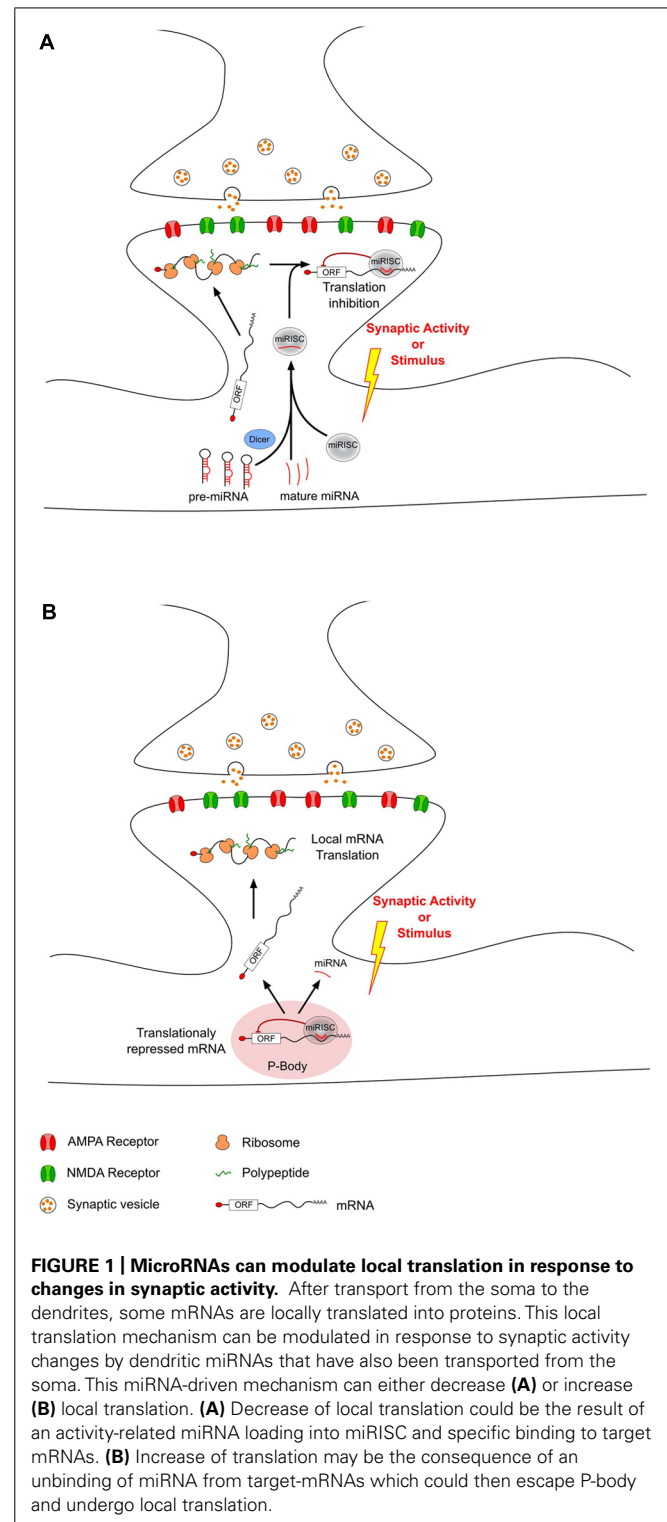 A
miRISC
ORF
AAAA
Translation
inhibition
AAAA
ORF
miRISC
Synaptic Activity
or
Stimulus
Dicer
miRISC
pre-miRNA
mature miRNA
B
Local mRNA
Translation
AAAA
ORF
Synaptic Activity
or
Stimulus
miRNA
Translationaly
repressed mRNA
miRISC
ORF
AAAA
P-Body
AMPA Receptor
Ribosome
NMDA Receptor
Polypeptide
Synaptic vesicle
ORF
AAAA
mRNA
FIGURE 1 | MicroRNAs can modulate local translation in response to
changes in synaptic activity. After transport from the soma to the
dendrites, some mRNAs are locally translated into proteins. This local
translation mechanism can be modulated in response to synaptic activity
changes by dendritic miRNAs that have also been transported from the
soma. This miRNA-driven mechanism can either decrease (A) or increase
(B) local translation. (A) Decrease of local translation could be the result of
an activity-related miRNA loading into miRISC and specific binding to target
mRNAs. (B) Increase of translation may be the consequence of an
unbinding of miRNA from target-mRNAs which could then escape P-body
and undergo local translation.